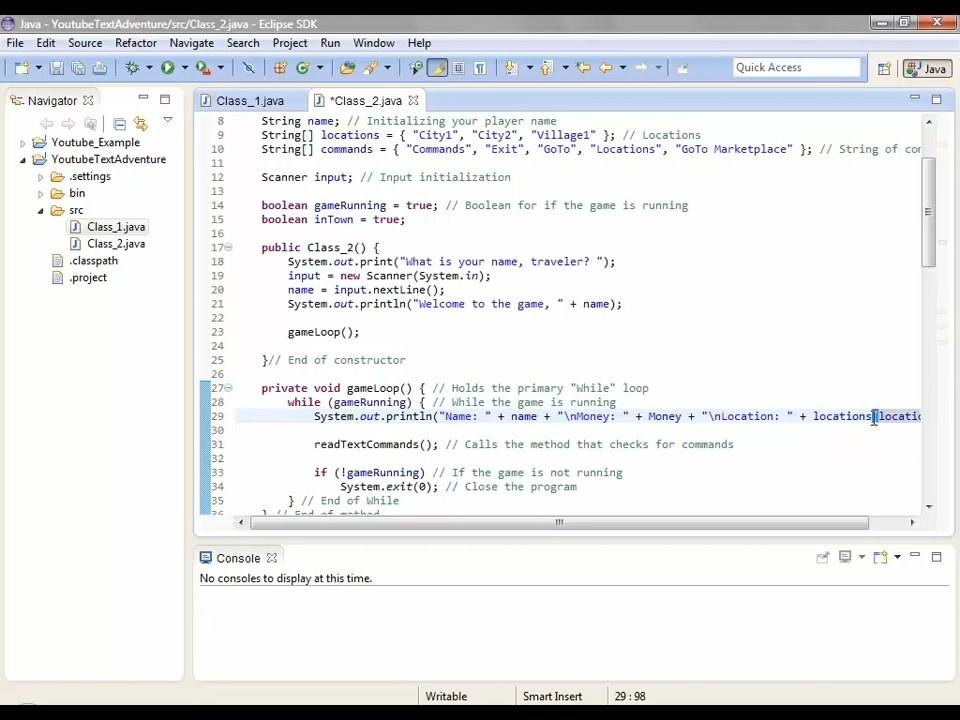 Java - YoutubeTextAdventure/src/Class_2.java - Eclipse SDK
File Edit Source Refactor Navigate Search Project Run Window Help
Quick Access Java
Navigator
Class_1.java *Class_2.java
Youtube_Example
YoutubeTextAdventure
.settings
bin
src
Class_1.java
Class_2.java
.classpath
.project
8 String name; // Initializing your player name
9 String[] locations = { "City1", "City2", "Village1" }; // Locations
10 String[] commands = { "Commands", "Exit", "GoTo", "Locations", "GoTo Marketplace" }; // String of con
11
12 Scanner input; // Input initialization
13
14 boolean gameRunning = true; // Boolean for if the game is running
15 boolean inTown = true;
16
17 public Class_2() {
18 System.out.print("What is your name, traveler? ");
19 input = new Scanner(System.in);
20 name = input.nextLine();
21 System.out.println("Welcome to the game, " + name);
22
23 gameLoop();
24
25 }// End of constructor
26
27 private void gameLoop() { // Holds the primary "While" loop
28 while (gameRunning) { // While the game is running
29 System.out.println("Name: " + name + "\nMoney: " + Money + "\nLocation: " + locations[locatio
30
31 readTextCommands(); // Calls the method that checks for commands
32
33 if (!gameRunning) // If the game is not running
34 System.exit(0); // Close the program
35 } // End of While
36 } // End of method
Console
No consoles to display at this time.
Writable Smart Insert 29 : 98